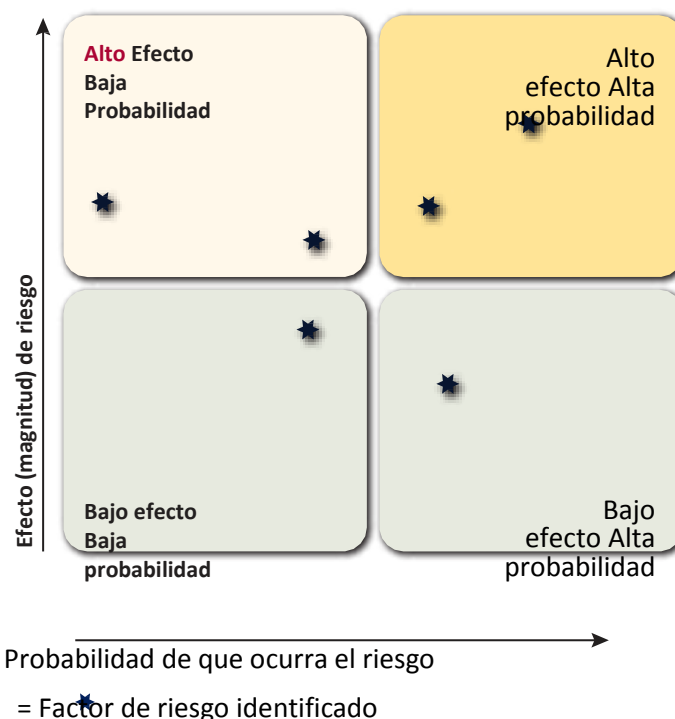 Alto Efecto
Baja
Probabilidad
Alto
efecto Alta
probabilidad
Efecto (magnitud) de riesgo
Bajo efecto
Baja
probabilidad
Bajo
efecto Alta
probabilidad
Probabilidad de que ocurra el riesgo
= Factor de riesgo identificado